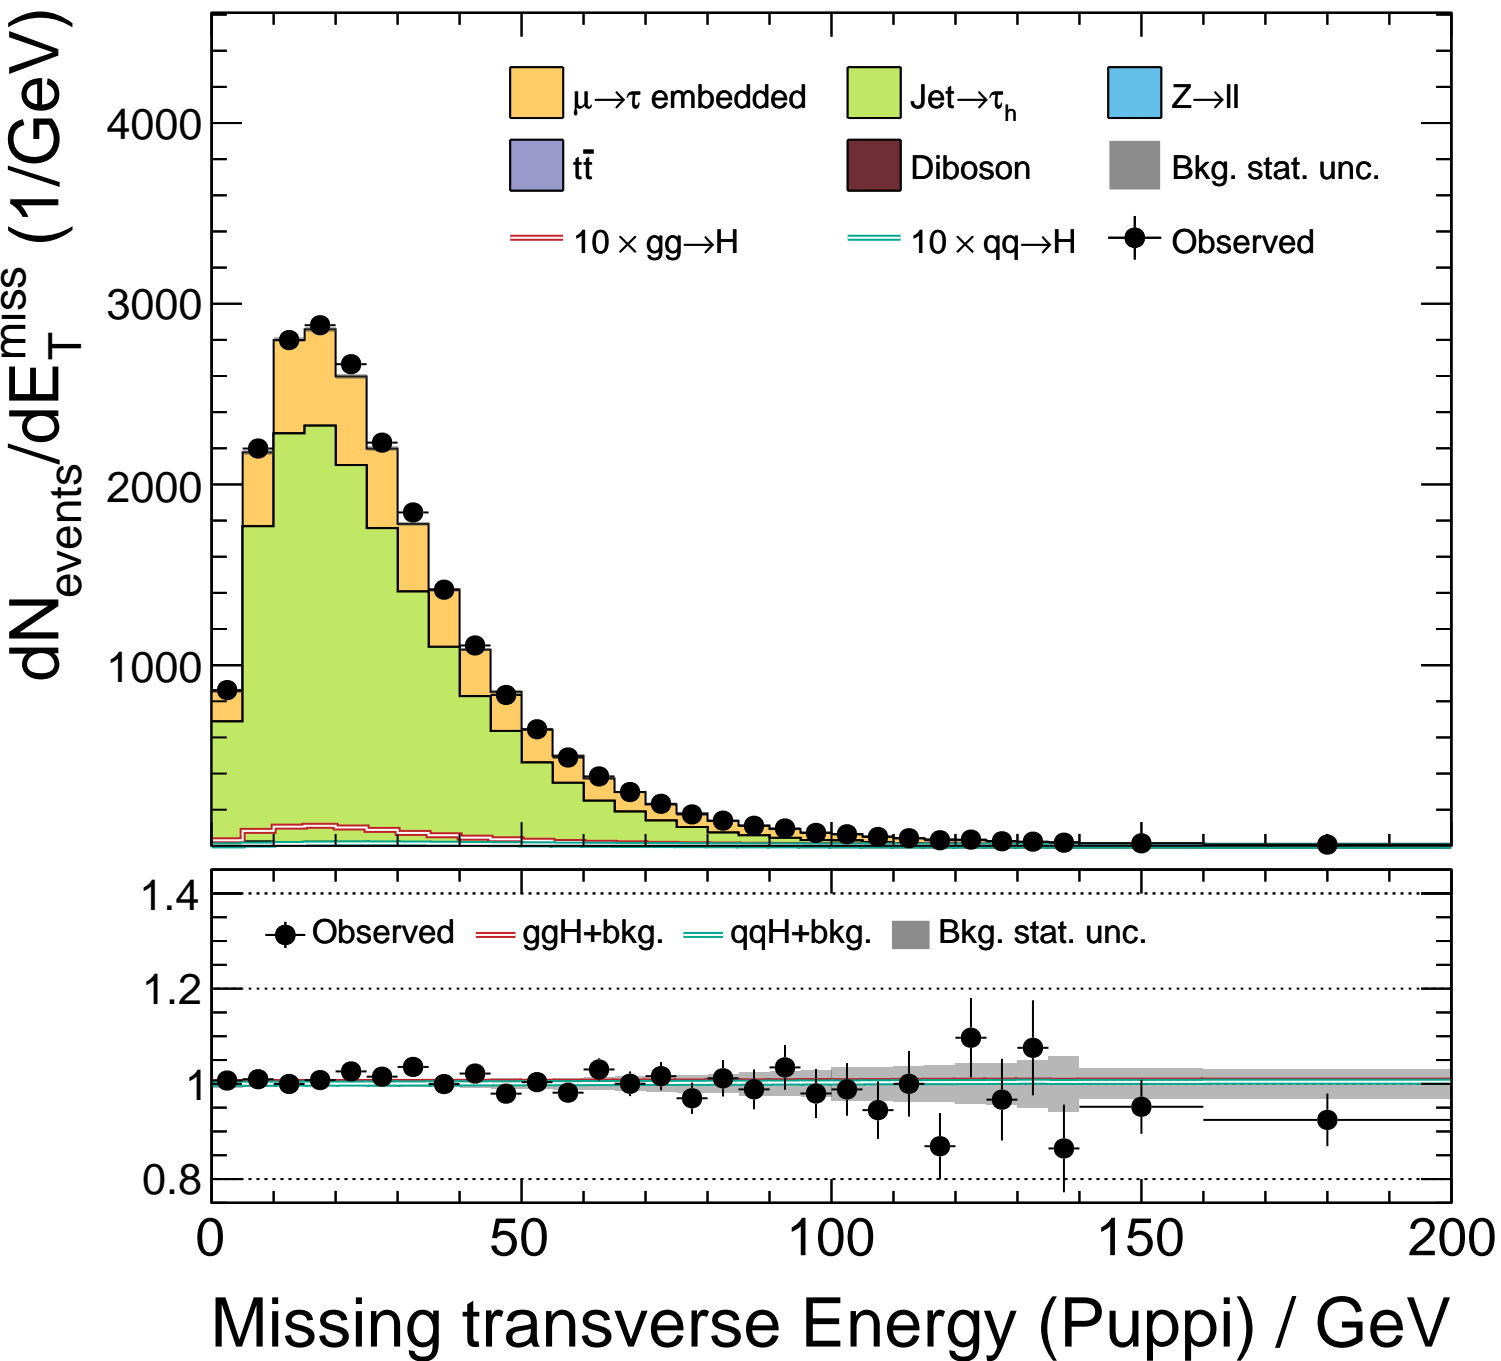 dN_events/dE_T^miss (1/GeV)
μ→τ embedded Jet→τ_h Z→ll
tt̄ Diboson Bkg. stat. unc.
10 × gg→H 10 × qq→H Observed
4000
3000
2000
1000
Observed ggH+bkg. qqH+bkg. Bkg. stat. unc.
1.4
1.2
1
0.8
0 50 100 150 200
Missing transverse Energy (Puppi) / GeV